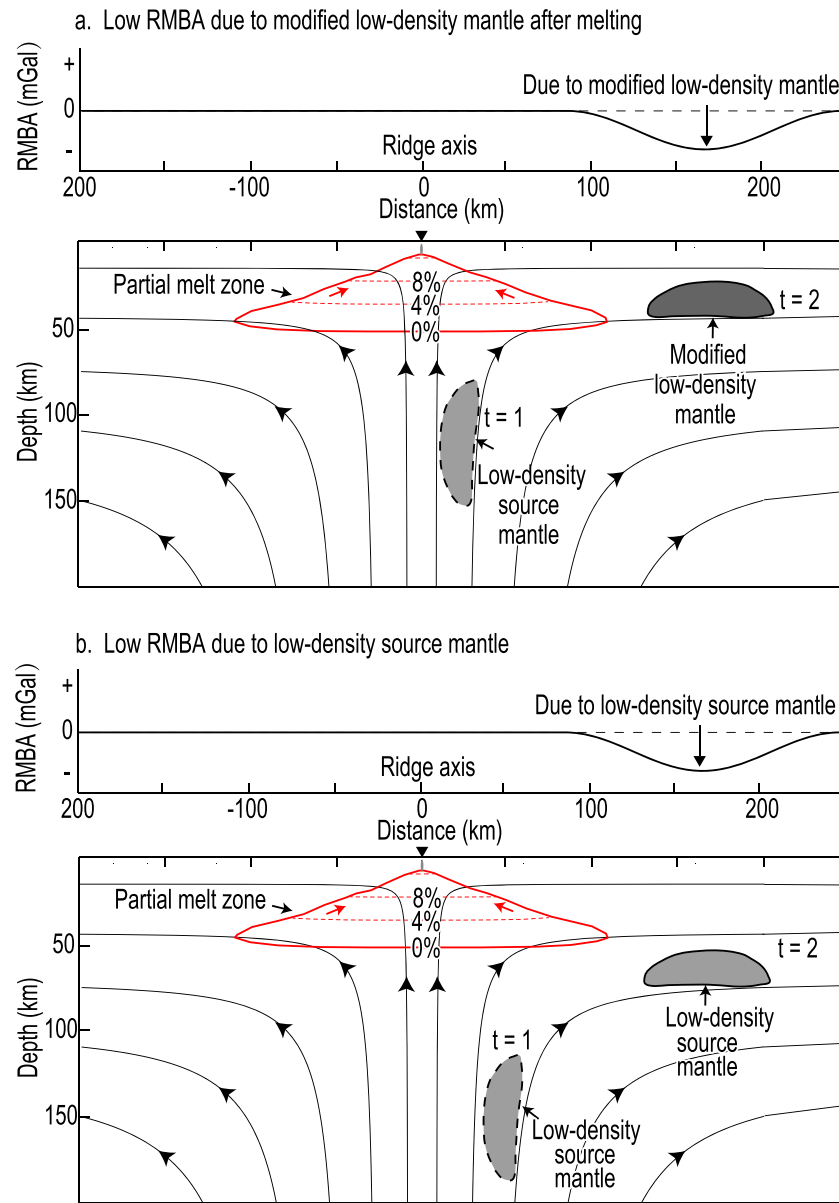 a. Low RMBA due to modified low-density mantle after melting
RMBA (mGal)
+
0
-
Due to modified low-density mantle
Ridge axis
200
-100
0
100
200
Distance (km)
Partial melt zone
8%
4%
0%
t = 2
Modified
low-density
mantle
t = 1
Low-density
source
mantle
Depth (km)
50
100
150
b. Low RMBA due to low-density source mantle
RMBA (mGal)
+
0
-
Due to low-density source mantle
Ridge axis
200
-100
0
100
200
Distance (km)
Partial melt zone
8%
4%
0%
t = 2
Low-density
source
mantle
t = 1
Low-density
source
mantle
Depth (km)
50
100
150